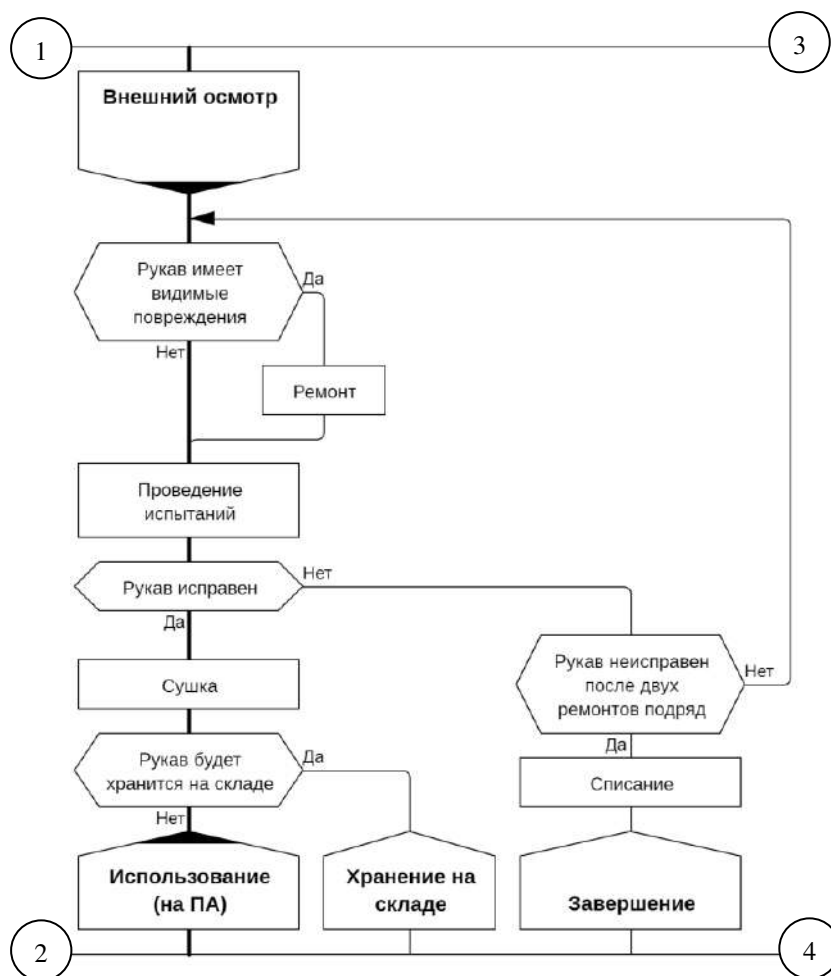 1
3
Внешний осмотр
Рукав имеет
видимые
повреждения
Да
Нет
Ремонт
Проведение
испытаний
Рукав исправен
Нет
Да
Сушка
Рукав неисправен
после двух
ремонтов подряд
Нет
Да
Рукав будет
хранится на складе
Да
Нет
Списание
Использование
(на ПА)
Хранение на
складе
Завершение
2
4